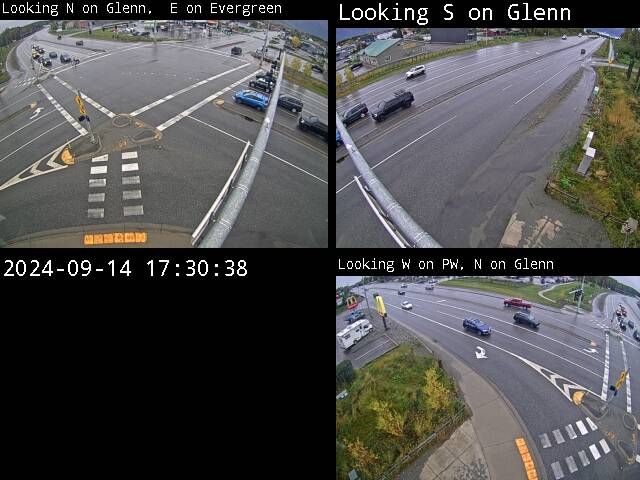 Looking N on Glenn, E on Evergreen
Looking S on Glenn
2024-09-14 17:30:38
Looking W on PW, N on Glenn